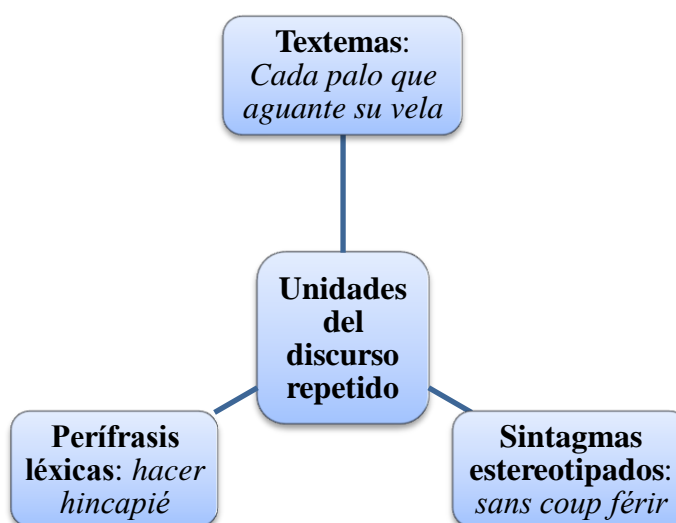 Textemas:
Cada palo que
aguante su vela
Unidades
del
discurso
repetido
Perífrasis
léxicas: hacer
hincapié
Sintagmas
estereotipados:
sans coup férir